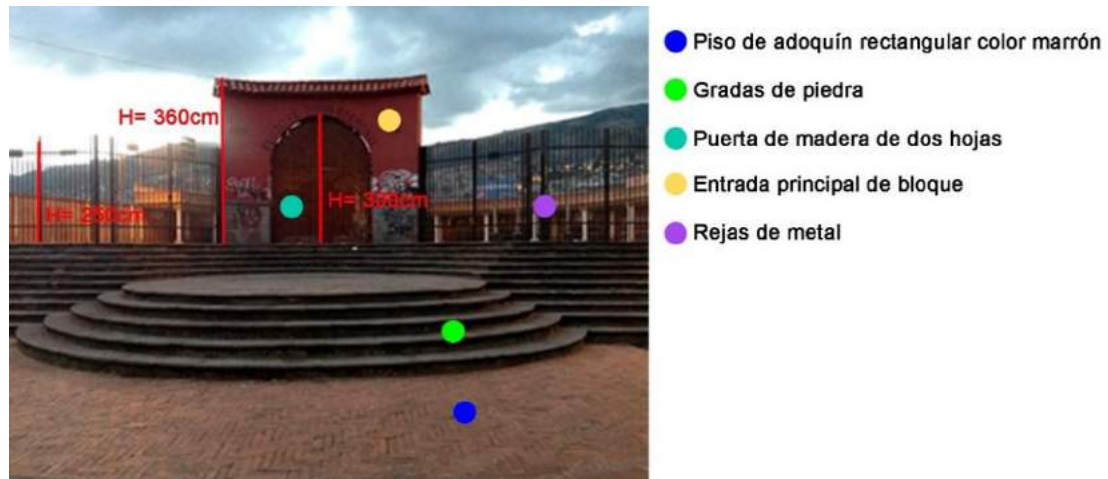 Piso de adoquín rectangular color marrón
Gradas de piedra
H= 360cm
Puerta de madera de dos hojas
Entrada principal de bloque
H= 300cm
H= 250cm
Rejas de metal